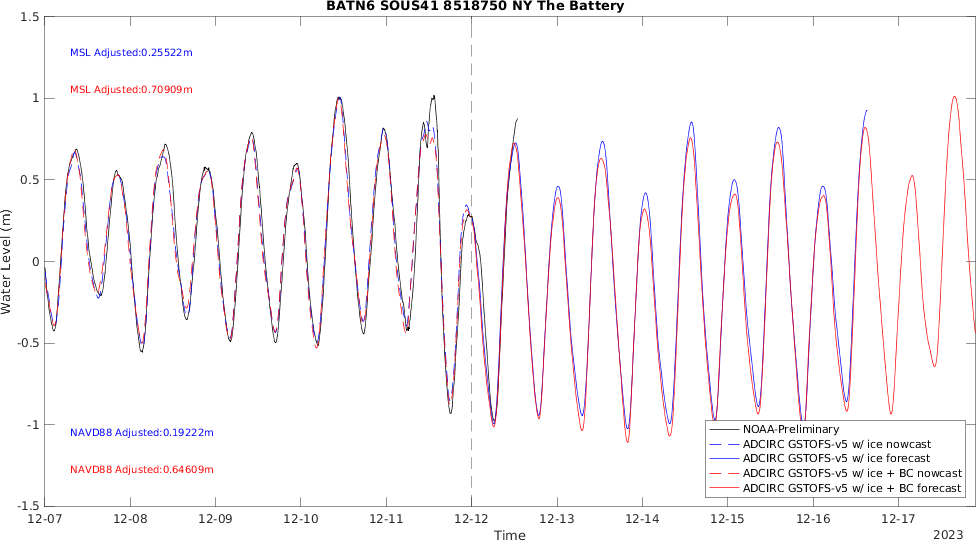 BATN6 SOUS41 8518750 NY The Battery
1.5
MSL Adjusted:0.25522m
MSL Adjusted:0.70909m
1
0.5
Water Level (m)
0
-0.5
-1
NAVD88 Adjusted:0.19222m
NAVD88 Adjusted:0.64609m
-1.5
NOAA-Preliminary
ADCIRC GSTOFS-v5 w/ ice nowcast
ADCIRC GSTOFS-v5 w/ ice forecast
ADCIRC GSTOFS-v5 w/ ice + BC nowcast
ADCIRC GSTOFS-v5 w/ ice + BC forecast
12-07 12-08 12-09 12-10 12-11 12-12 12-13 12-14 12-15 12-16 12-17
Time
2023